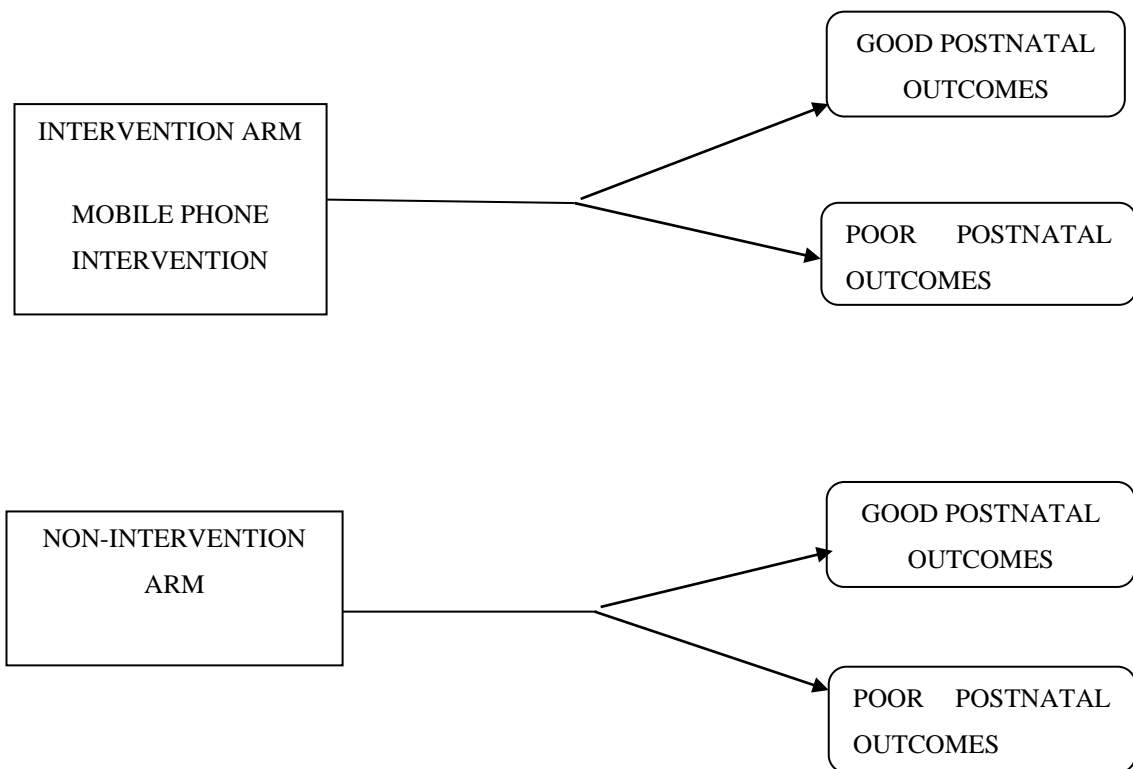 INTERVENTION ARM
MOBILE PHONE
INTERVENTION
GOOD POSTNATAL
OUTCOMES
POOR POSTNATAL
OUTCOMES
NON-INTERVENTION
ARM
GOOD POSTNATAL
OUTCOMES
POOR POSTNATAL
OUTCOMES